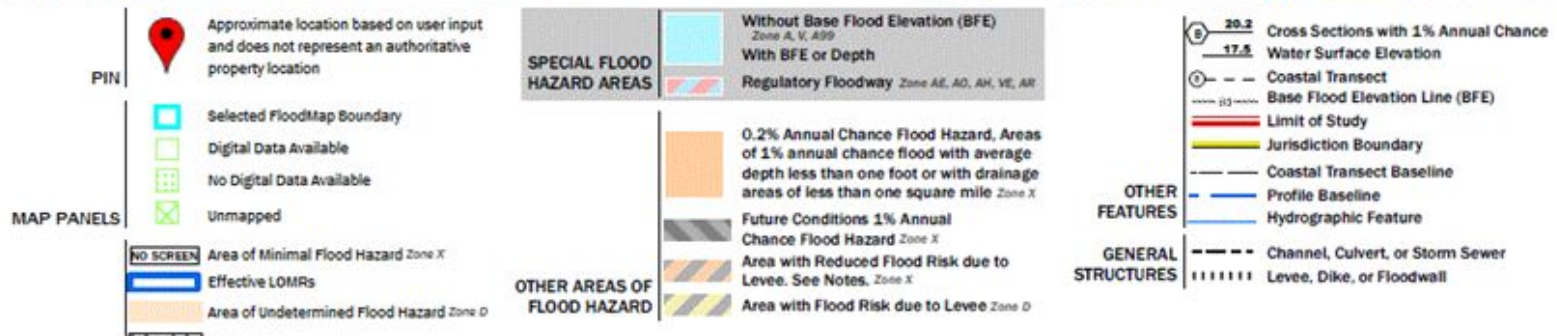 PIN
Approximate location based on user input
and does not represent an authoritative
property location
MAP PANELS
Selected FloodMap Boundary
Digital Data Available
No Digital Data Available
Unmapped
NO SCREEN Area of Minimal Flood Hazard Zone X
Effective LOMRs
Area of Undetermined Flood Hazard Zone D
SPECIAL FLOOD
HAZARD AREAS
Without Base Flood Elevation (BFE)
Zone A, V, A99
With BFE or Depth
Regulatory Floodway Zone AE, AO, AH, VE, AR
OTHER AREAS OF
FLOOD HAZARD
0.2% Annual Chance Flood Hazard, Areas
of 1% annual chance flood with average
depth less than one foot or with drainage
areas of less than one square mile Zone X
Future Conditions 1% Annual
Chance Flood Hazard Zone X
Area with Reduced Flood Risk due to
Levee. See Notes. Zone X
Area with Flood Risk due to Levee Zone D
OTHER
FEATURES
B 20.2 Cross Sections with 1% Annual Chance
17.5 Water Surface Elevation
Coastal Transect
Base Flood Elevation Line (BFE)
Limit of Study
Jurisdiction Boundary
Coastal Transect Baseline
Profile Baseline
Hydrographic Feature
GENERAL
STRUCTURES
Channel, Culvert, or Storm Sewer
Levee, Dike, or Floodwall